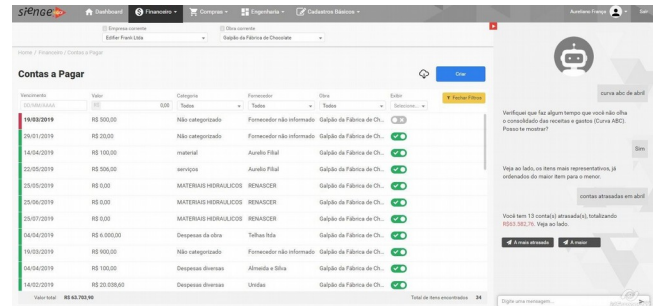 sienge
Dashboard
Financeiro
Compras
Engenharia
Cadastros Básicos
Aureliano França
Sair
Empresa corrente
Edifier Frank Ltda
Obra corrente
Galpão da Fábrica de Chocolate
Home / Financeiro / Contas a Pagar
Contas a Pagar
Criar
Vencimento Valor Categoria Fornecedor Obra Exibir
DD/MM/AAAA R$ 0,00 Todos Todos Todos Selecione...
Fechar Filtros
19/03/2019 R$ 500,00 Não categorizado Fornecedor não informado Galpão da Fábrica de Ch...
29/01/2019 R$ 20,00 Não categorizado Fornecedor não informado Galpão da Fábrica de Ch...
14/04/2019 R$ 100,00 material Aurelio Filial Galpão da Fábrica de Ch...
22/05/2019 R$ 506,00 serviços Aurelio Filial Galpão da Fábrica de Ch...
25/05/2019 R$ 0,00 MATERIAIS HIDRAULICOS RENASCER Galpão da Fábrica de Ch...
25/06/2019 R$ 0,00 MATERIAIS HIDRAULICOS RENASCER Galpão da Fábrica de Ch...
25/07/2019 R$ 0,00 MATERIAIS HIDRAULICOS RENASCER Galpão da Fábrica de Ch...
04/04/2019 R$ 6.000,00 Despesas da obra Telhas ltda Galpão da Fábrica de Ch...
19/03/2019 R$ 900,00 Não categorizado Fornecedor não informado Galpão da Fábrica de Ch...
04/04/2019 R$ 100,00 Despesas diversas Almeida e Silva Galpão da Fábrica de Ch...
14/02/2019 R$ 20.038,60 Despesas diversas Unidas Galpão da Fábrica de Ch...
Valor total R$ 63.703,98 Total de itens encontrados 34
curva abc de abril
Verifiquei que faz algum tempo que você não olha
o consolidado das receitas e gastos (Curva ABC).
Posso te mostrar?
Sim
Veja ao lado, os itens mais representativos, já
ordenados do maior item para o menor.
contas atrasadas em abril
Você tem 13 conta(s) atrasada(s), totalizando
R$63.582,76. Veja ao lado.
A mais atrasada
A maior
Digite uma mensagem...